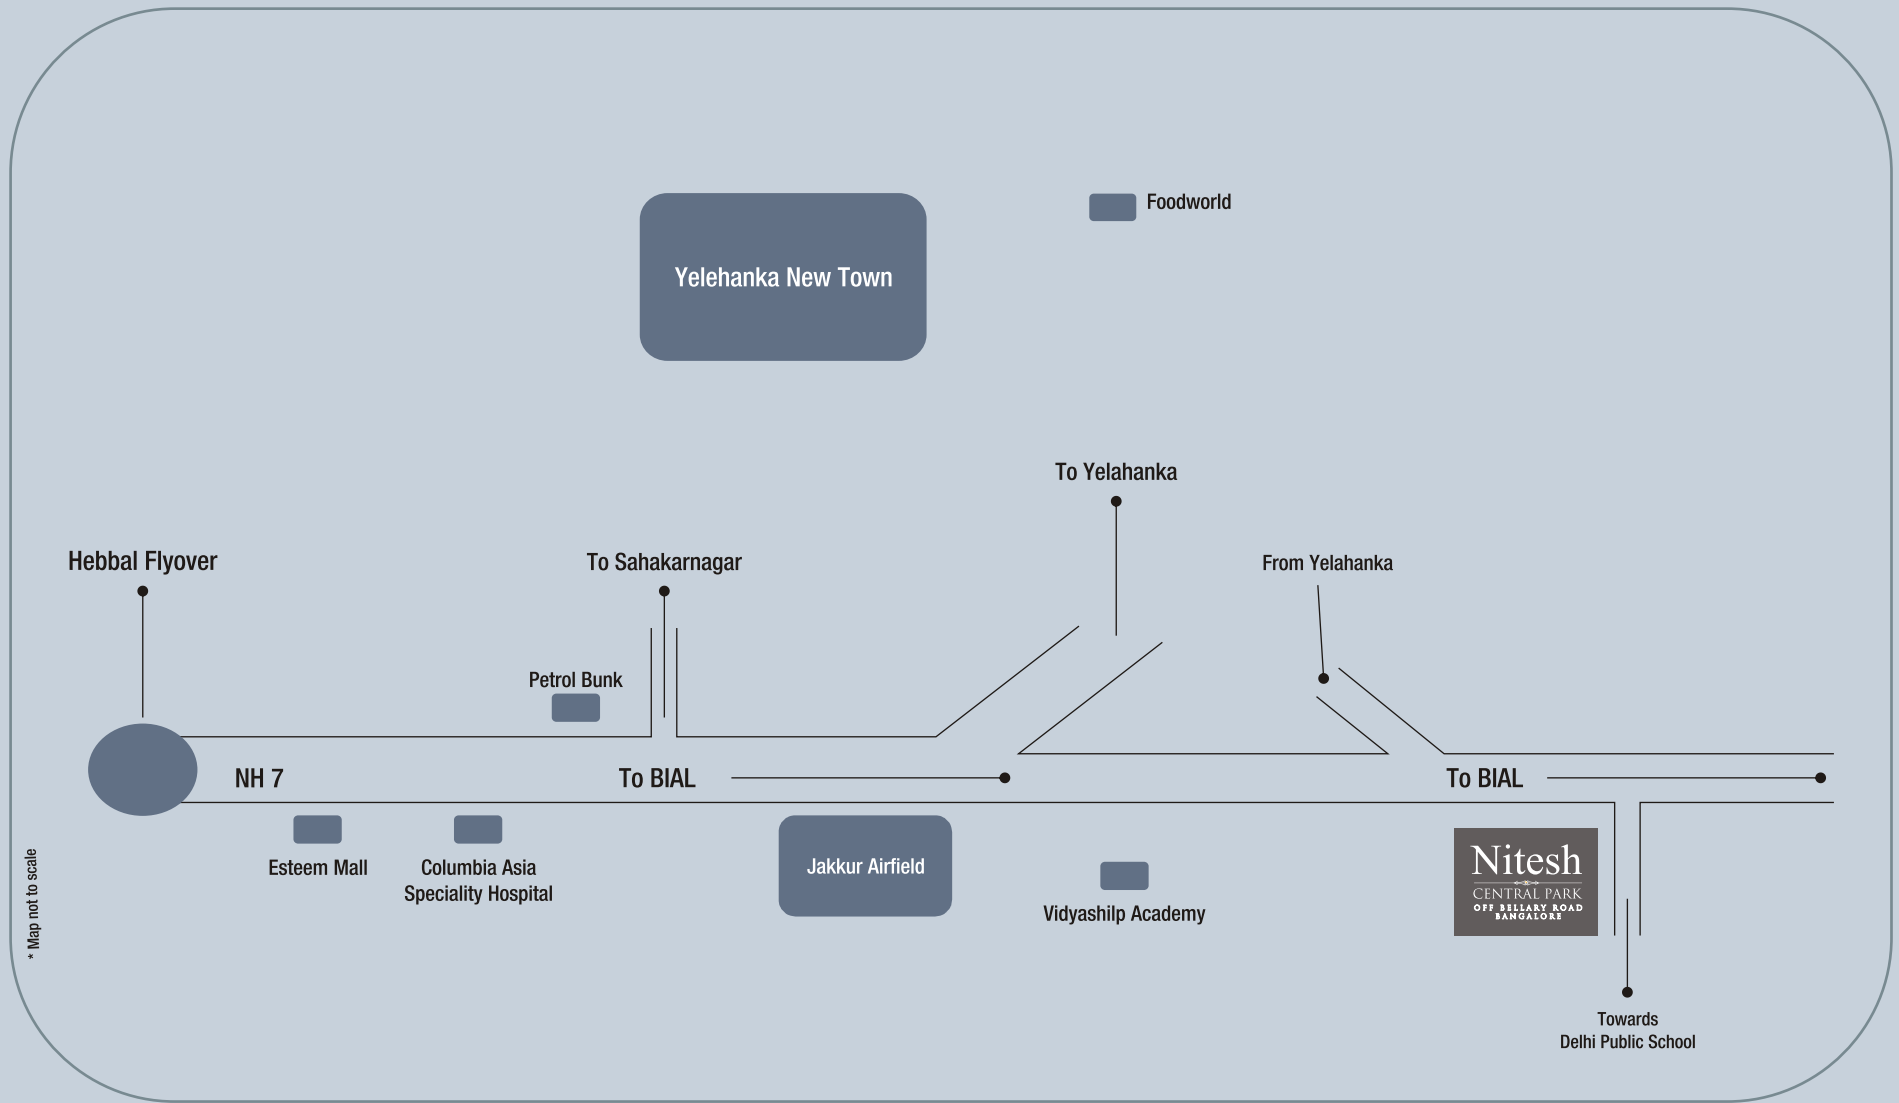 Foodworld
Yelehanka New Town
To Yelahanka
Hebbal Flyover
To Sahakarnagar
From Yelahanka
Petrol Bunk
NH 7
To BIAL
To BIAL
Esteem Mall
Columbia Asia
Speciality Hospital
Jakkur Airfield
Vidyashilp Academy
Nitesh
CENTRAL PARK
OFF BELLARY ROAD
BANGALORE
* Map not to scale
Towards
Delhi Public School